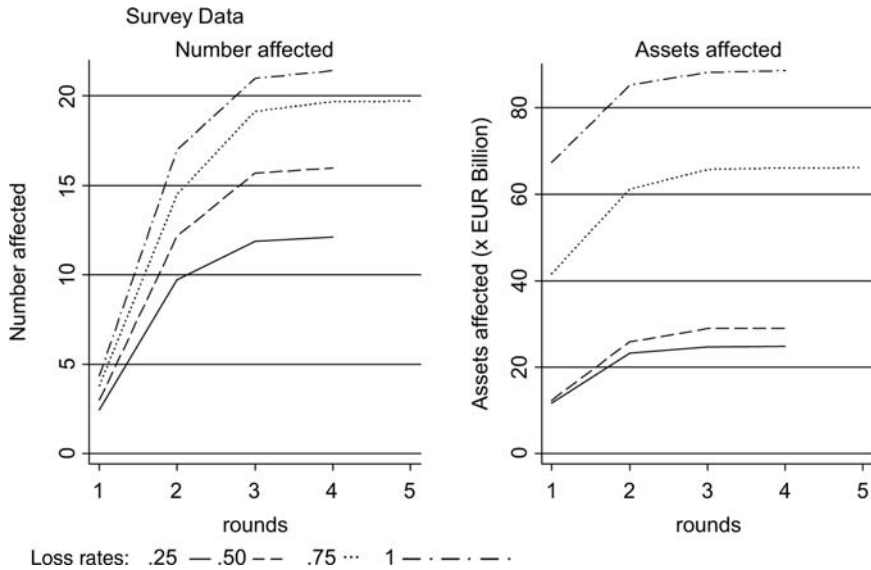 Survey Data
Number affected
Number affected
20
15
10
5
0
1 2 3 4 5
rounds
Assets affected
Assets affected (x EUR Billion)
80
60
40
20
0
1 2 3 4 5
rounds
Loss rates: .25 .50 .75 1